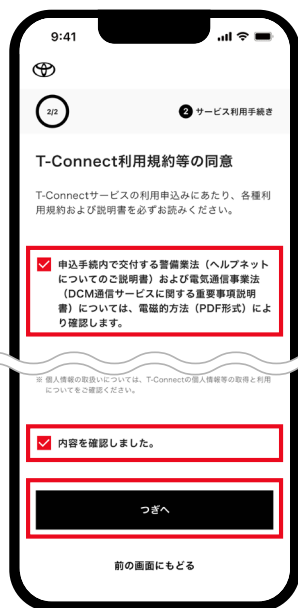 9:41
2/2
2 サービス利用手続き
T-Connect利用規約等の同意
T-Connectサービスの利用申込みにあたり、各種利
用規約および説明書を必ずお読みください。
申込手続内で交付する警備業法（ヘルプネット
についてのご説明書）および電気通信事業法
（DCM通信サービスに関する重要事項説明
書）については、電磁的方法（PDF形式）によ
り確認します。
※ 個人情報の取扱いについては、T-Connectの個人情報等の取得と利用
についてをご確認ください。
内容を確認しました。
つぎへ
前の画面にもどる